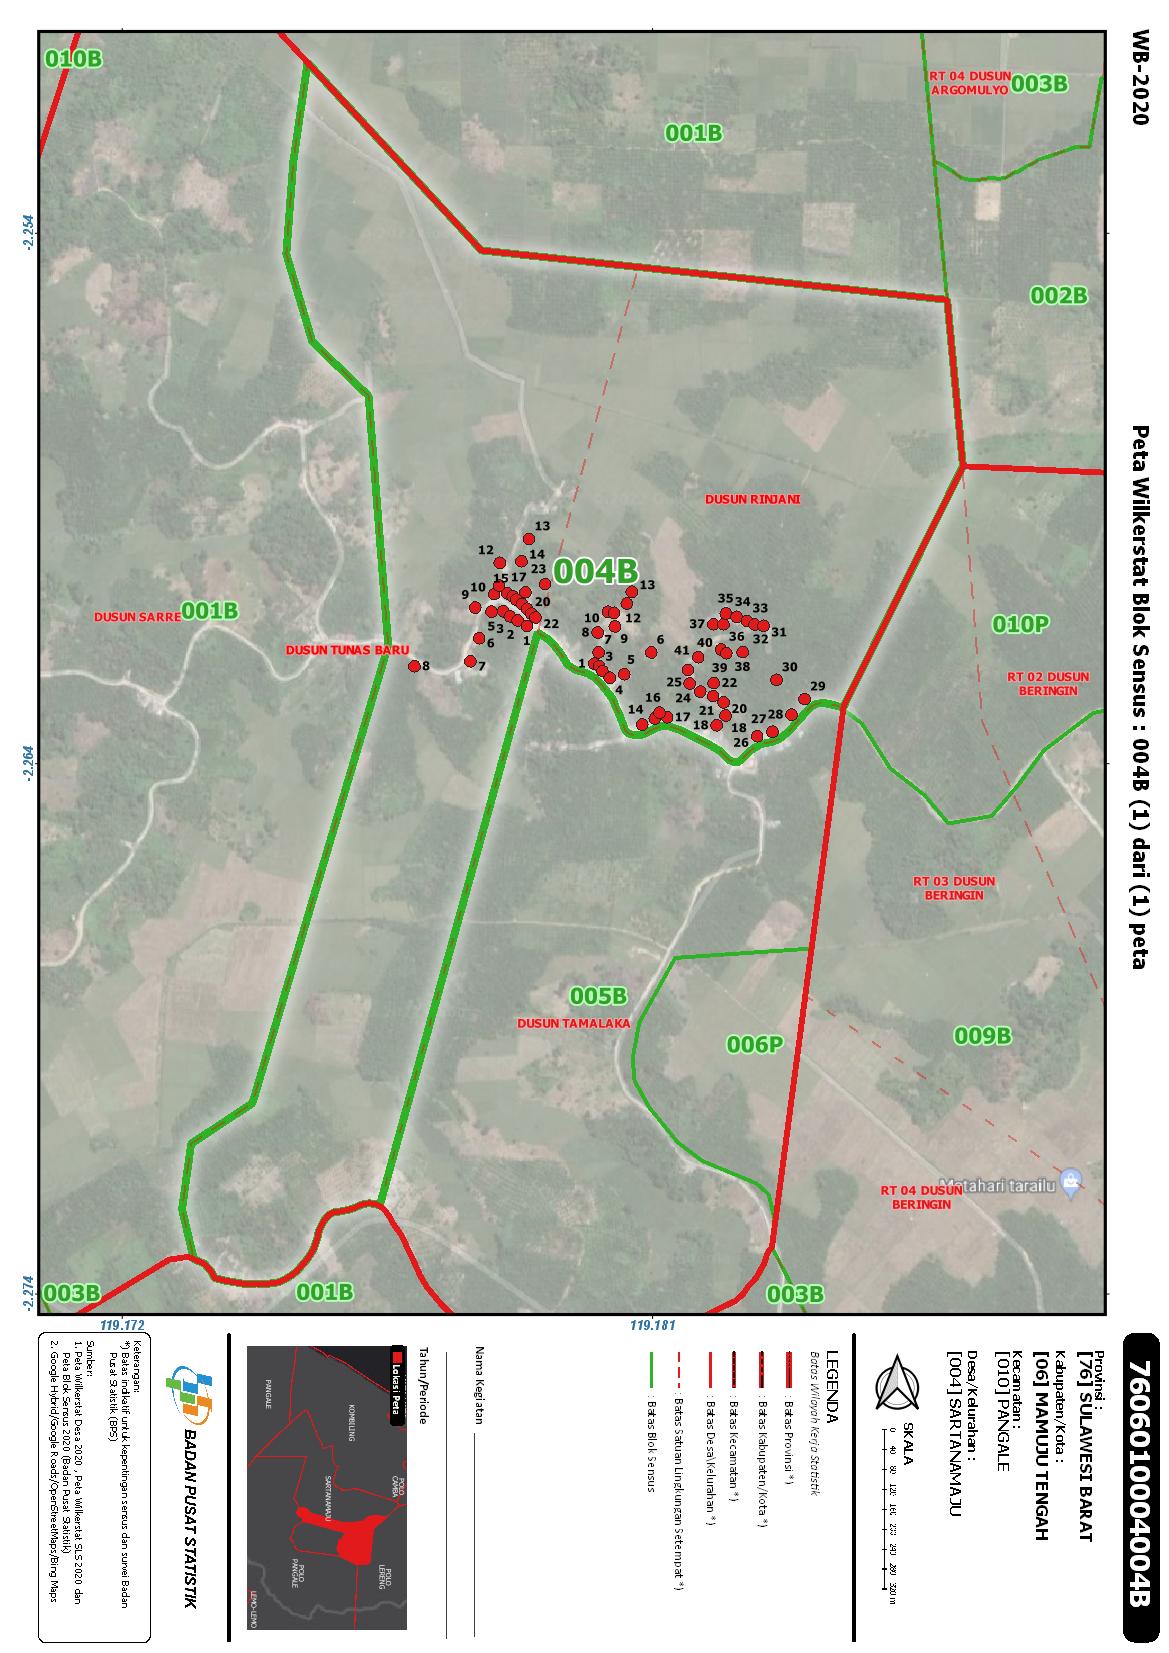 WB-2020
Peta Wilkerstat Blok Sensus : 004B (1) dari (1) peta
010B
RT 04 DUSUN
ARGOMULYO
003B
001B
002B
-2.254
DUSUN RINJANI
004B
DUSUN SARRE
001B
DUSUN TUNAS BARU
010P
RT 02 DUSUN
BERINGIN
13
12
14
23
15
17
10
9
20
22
5
3
2
1
6
7
8
13
10
12
8
7
9
6
1
3
5
4
14
16
17
35
34
33
37
31
32
36
40
41
38
39
30
25
22
24
29
21
20
18
18
28
27
26
-2.264
RT 03 DUSUN
BERINGIN
005B
DUSUN TAMALAKA
006P
009B
Matahari tarailu
RT 04 DUSUN
BERINGIN
003B
001B
003B
-2.274
119.172
119.181
7606010004004B
Provinsi :
[76] SULAWESI BARAT
Kabupaten/Kota :
[06] MAMUJU TENGAH
Kecamatan :
[010] PANGALE
Desa/Kelurahan :
[004] SARTANAMAJU
SKALA
0 40 80 120 160 200 240 280 320 m
LEGENDA
Batas Wilayah Kerja Statistik
: Batas Provinsi *)
: Batas Kabupaten/Kota *)
: Batas Kecamatan *)
: Batas Desa\Kelurahan *)
: Batas Satuan Lingkungan Setempat *)
: Batas Blok Sensus
Nama Kegiatan
Tahun/Periode
Lokasi Peta
PANGALE
KOMBILING
POLO
CAMBA
SARTANAMAJU
POLO
PANGALE
POLO
LERENG
LEMO-LEMO
BADAN PUSAT STATISTIK
Keterangan:
*) Batas indikatif untuk kepentingan sensus dan survei Badan
Pusat Statistik (BPS)
Sumber:
1. Peta Wilkerstat Desa 2020 , Peta Wilkerstat SLS 2020 dan
Peta Blok Sensus 2020 (Badan Pusat Statistik)
2. Google Hybrid/Google Roads/OpenStreetMaps/Bing Maps